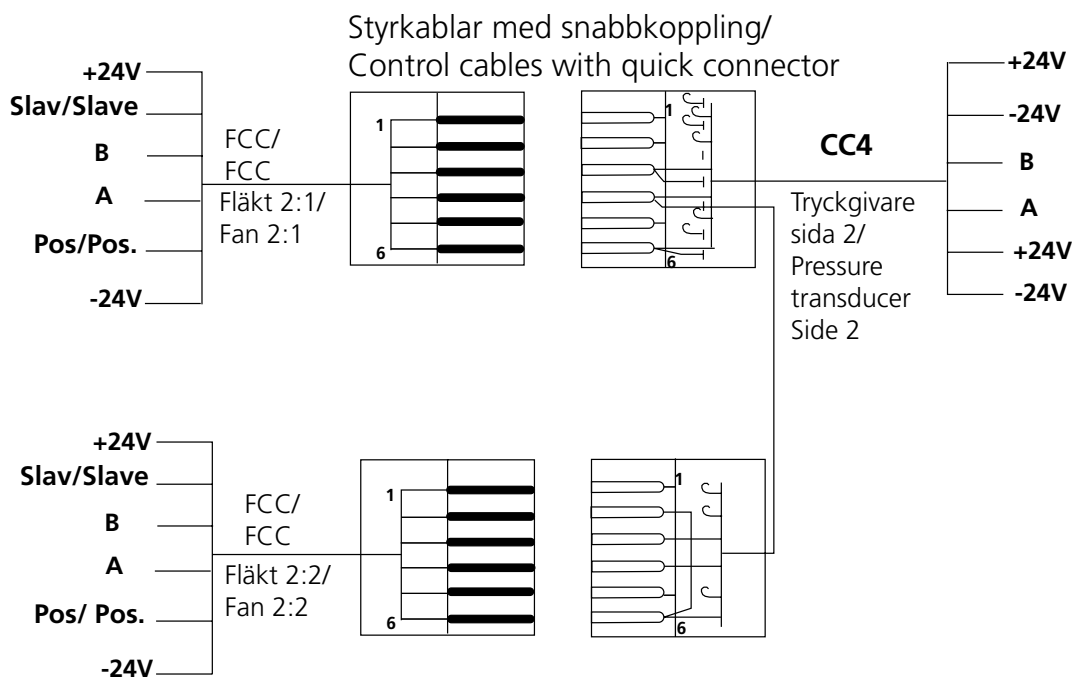 Styrkablar med snabbkoppling/
Control cables with quick connector
+24V
Slav/Slave
B
A
Pos/Pos.
-24V
FCC/
FCC
Fläkt 2:1/
Fan 2:1
1
6
1
6
CC4
Tryckgivare
sida 2/
Pressure
transducer
Side 2
+24V
-24V
B
A
+24V
-24V
+24V
Slav/Slave
B
A
Pos/ Pos.
-24V
FCC/
FCC
Fläkt 2:2/
Fan 2:2
1
6
1
6